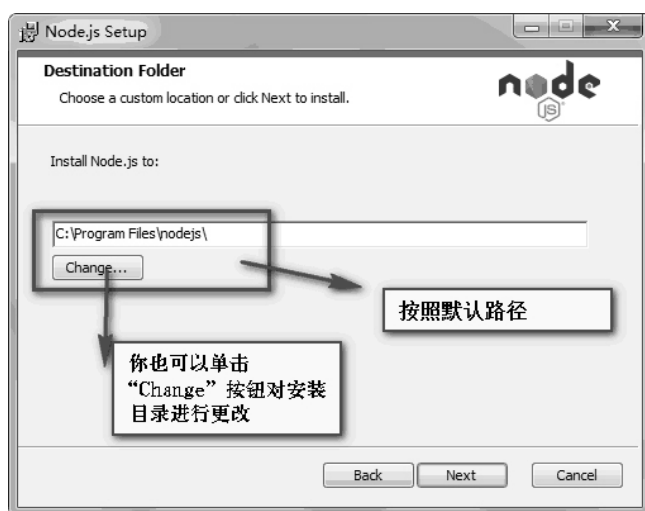 Node.js Setup
Destination Folder
Choose a custom location or click Next to install.
node
JS
Install Node.js to:
C:\Program Files\nodejs\
Change...
按照默认路径
你也可以单击
“Change”按钮对安装
目录进行更改
Back
Next
Cancel